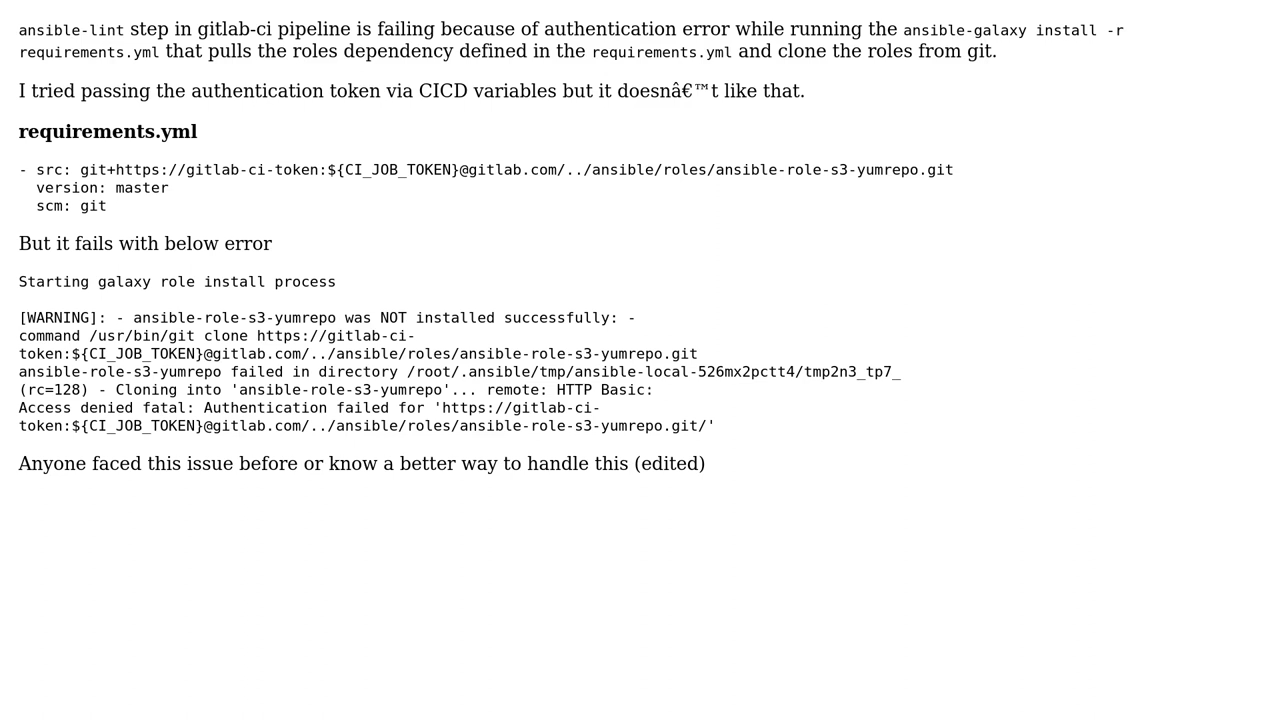 ansible-lint step in gitlab-ci pipeline is failing because of authentication error while running the ansible-galaxy install -r
requirements.yml that pulls the roles dependency defined in the requirements.yml and clone the roles from git.
I tried passing the authentication token via CICD variables but it doesnâ€™t like that.
requirements.yml
- src: git+https://gitlab-ci-token:${CI_JOB_TOKEN}@gitlab.com/../ansible/roles/ansible-role-s3-yumrepo.git
  version: master
  scm: git
But it fails with below error
Starting galaxy role install process
[WARNING]: - ansible-role-s3-yumrepo was NOT installed successfully: -
command /usr/bin/git clone https://gitlab-ci-
token:${CI_JOB_TOKEN}@gitlab.com/../ansible/roles/ansible-role-s3-yumrepo.git
ansible-role-s3-yumrepo failed in directory /root/.ansible/tmp/ansible-local-526mx2pctt4/tmp2n3_tp7_
(rc=128) - Cloning into 'ansible-role-s3-yumrepo'... remote: HTTP Basic:
Access denied fatal: Authentication failed for 'https://gitlab-ci-
token:${CI_JOB_TOKEN}@gitlab.com/../ansible/roles/ansible-role-s3-yumrepo.git/'
Anyone faced this issue before or know a better way to handle this (edited)